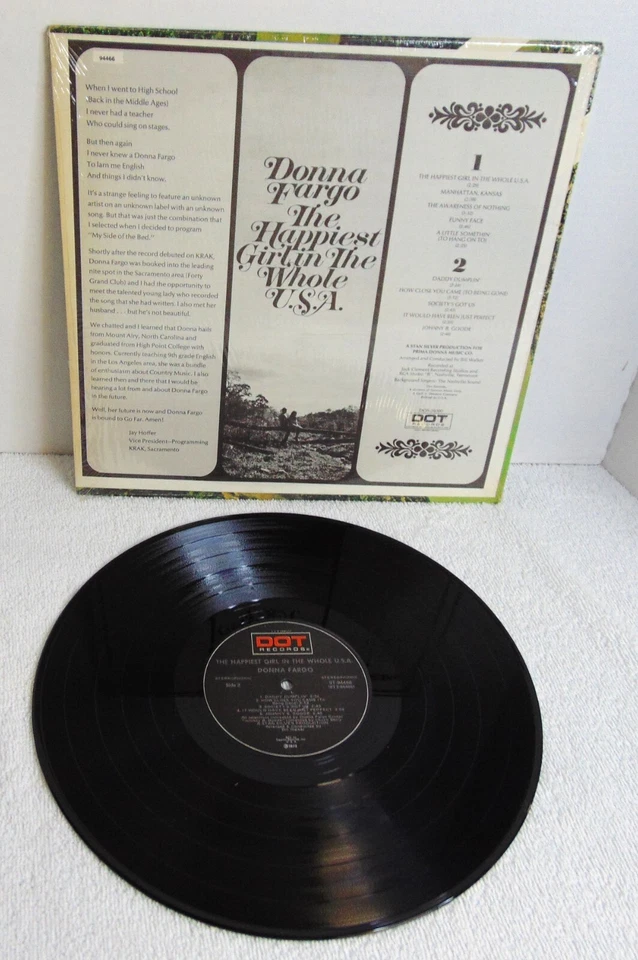 94466
When I went to High School
(Back in the Middle Ages)
I never had a teacher
Who could sing on stages.
But then again
I never knew a Donna Fargo
To larn me English
And things I didn't know.
It's a strange feeling to feature an unknown
artist on an unknown label with an unknown
song. But that was just the combination that
I selected when I decided to program
"My Side of the Bed."
Shortly after the record debuted on KRAK,
Donna Fargo was booked into the leading
nite spot in the Sacramento area (Forty
Grand Club) and I had the opportunity to
meet the talented young lady who recorded
the song that she had written. I also met her
husband . . . but he's not beautiful.
We chatted and I learned that Donna hails
from Mount Airy, North Carolina and
graduated from High Point College with
honors. Currently teaching 9th grade English
in the Los Angeles area, she was a bundle
of enthusiasm about Country Music. I also
learned then and there that I would be
hearing a lot from and about Donna Fargo
in the future.
Well, her future is now and Donna Fargo
is bound to Go Far. Amen!
Jay Hoffer
Vice President–Programming
KRAK, Sacramento
Donna
Fargo
The
Happiest
Girl in The
Whole
U.S.A.
1
THE HAPPIEST GIRL IN THE WHOLE U.S.A.
MANHATTAN, KANSAS
THE AWARENESS OF NOTHING
FUNNY FACE
A LITTLE SOMETHIN'
(TO HANG ON TO)
2
DADDY DUMPLIN'
HOW CLOSE YOU CAME (TO BEING GONE)
SOCIETY'S GOT US
IT WOULD HAVE BEEN JUST PERFECT
JOHNNY B. GOODE
A STAN SILVER PRODUCTION FOR
PRIMA-DONNA MUSIC CO.
DOT
RECORDS
DOT
RECORDS
THE HAPPIEST GIRL IN THE WHOLE U.S.A.
DONNA FARGO